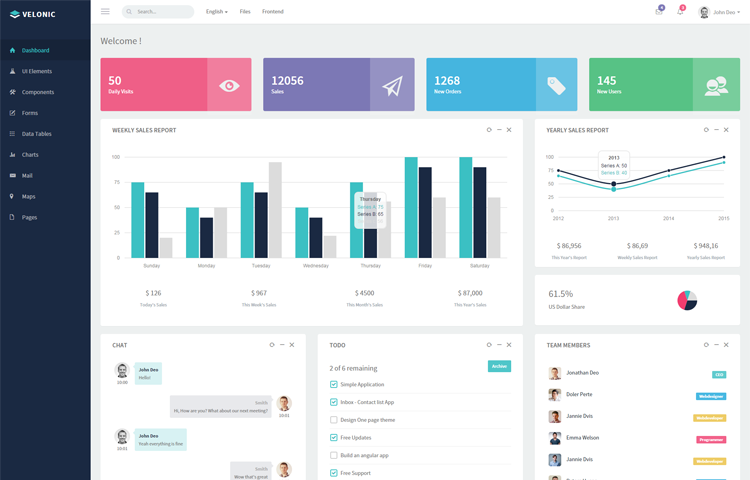 VELONIC
Search...
English
Files
Frontend
4
3
John Deo
Dashboard
UI Elements
Components
Forms
Data Tables
Charts
Mail
Maps
Pages
Welcome !
50
Daily Visits
12056
Sales
1268
New Orders
145
New Users
WEEKLY SALES REPORT
100
75
50
25
0
Thursday
Series A: 75
Series B: 65
Sunday
Monday
Tuesday
Wednesday
Thursday
Friday
Saturday
$ 126
Today's Sales
$ 967
This Week's Sales
$ 4500
This Month's Sales
$ 87,000
This Year's Sales
YEARLY SALES REPORT
100
75
50
25
0
2013
Series A: 50
Series B: 40
2012
2013
2014
2015
$ 86,956
This Year's Report
$ 86,69
Weekly Sales Report
$ 948,16
Yearly Sales Report
61.5%
US Dollar Share
CHAT
John Deo
Hello!
10:00
Smith
Hi, How are you? What about our next meeting?
10:01
John Deo
Yeah everything is fine
10:01
Smith
Wow that's great
TODO
2 of 6 remaining
Archive
Simple Application
Inbox - Contact list App
Design One page theme
Free Updates
Build an angular app
Free Support
TEAM MEMBERS
Jonathan Deo
CEO
Doler Perte
Webdesigner
Jannie Dvis
Webdeveloper
Emma Welson
Programmer
Jannie Dvis
Webdeveloper